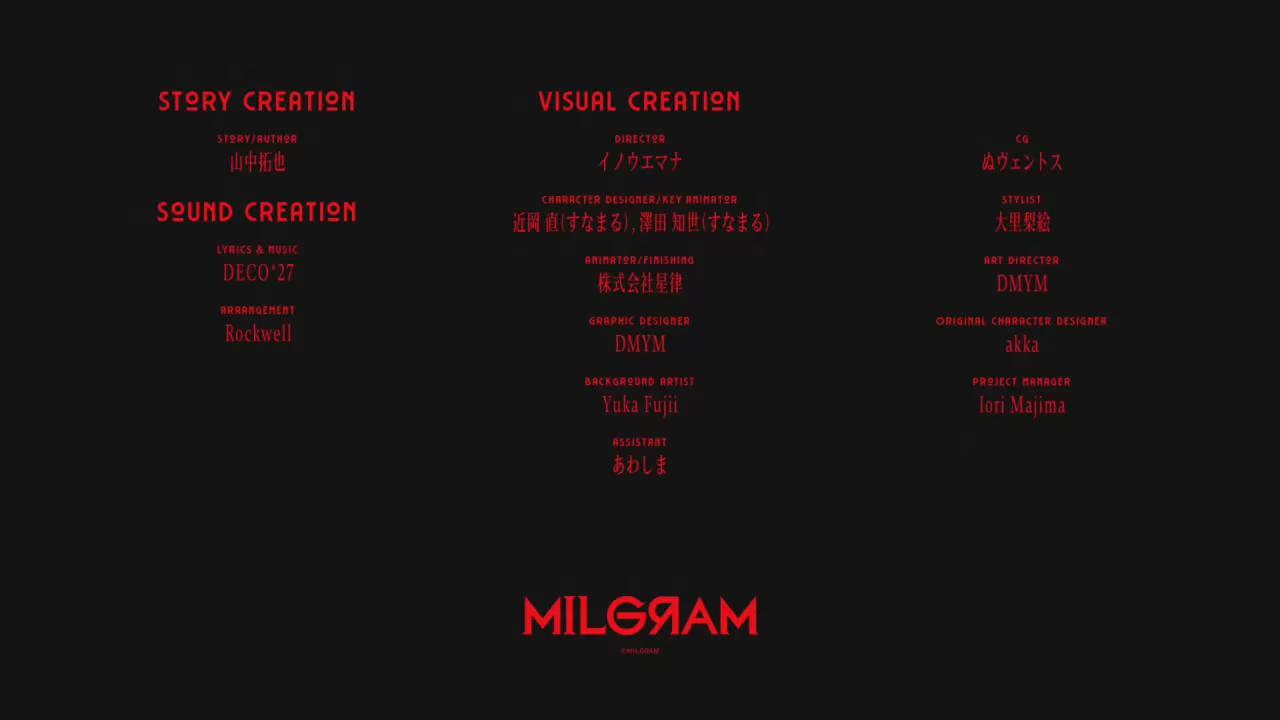 STORY CREATION
STORY/AUTHOR
山中拓也
SOUND CREATION
LYRICS & MUSIC
DECO*27
ARRANGEMENT
Rockwell
VISUAL CREATION
DIRECTOR
イノウエマナ
CHARACTER DESIGNER/KEY ANIMATOR
近岡 直(すなまる) , 澤田 知世(すなまる)
ANIMATOR/FINISHING
株式会社星律
GRAPHIC DESIGNER
DMYM
BACKGROUND ARTIST
Yuka Fujii
ASSISTANT
あわしま
CG
ぬヴェントス
STYLIST
大里梨絵
ART DIRECTOR
DMYM
ORIGINAL CHARACTER DESIGNER
akka
PROJECT MANAGER
Iori Majima
MILGRAM
©MILGRAM